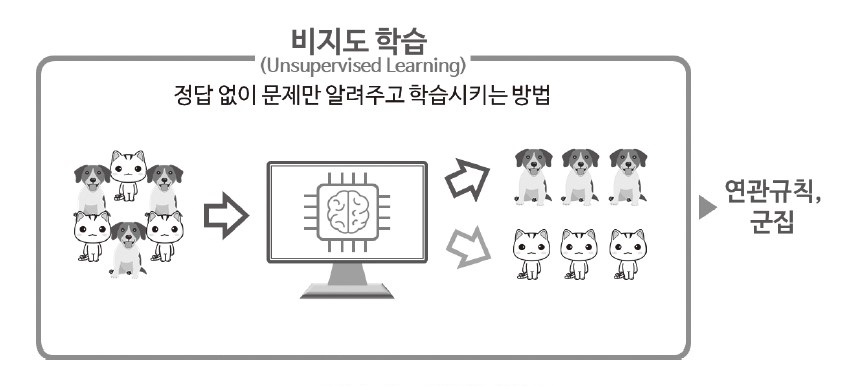 비지도 학습
(Unsupervised Learning)
정답 없이 문제만 알려주고 학습시키는 방법
연관규칙,
군집